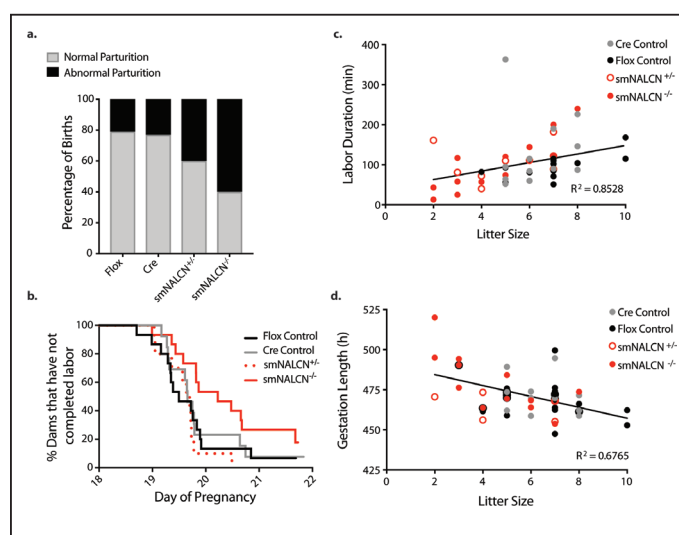 a.
Normal Parturition
Abnormal Parturition
Percentage of Births
100
80
60
40
20
0
Flox
Cre
smNALCN+/-
smNALCN-/-
b.
% Dams that have not
completed labor
100
80
60
40
20
0
18
19
20
21
22
Day of Pregnancy
Flox Control
Cre Control
smNALCN+/-
smNALCN-/-
c.
Labor Duration (min)
400
300
200
100
0
0
2
4
6
8
10
Litter Size
Cre Control
Flox Control
smNALCN+/-
smNALCN-/-
R² = 0.8528
d.
Gestation Length (h)
525
500
475
450
425
0
2
4
6
8
10
Litter Size
Cre Control
Flox Control
smNALCN+/-
smNALCN-/-
R² = 0.6765